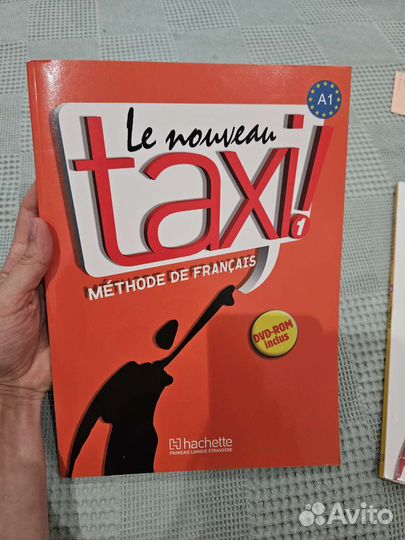 A1
Le nouveau
taxi!
1
MÉTHODE DE FRANÇAIS
DVD-ROM
inclus
hachette
FRANÇAIS LANGUE ÉTRANGÈRE
Avito